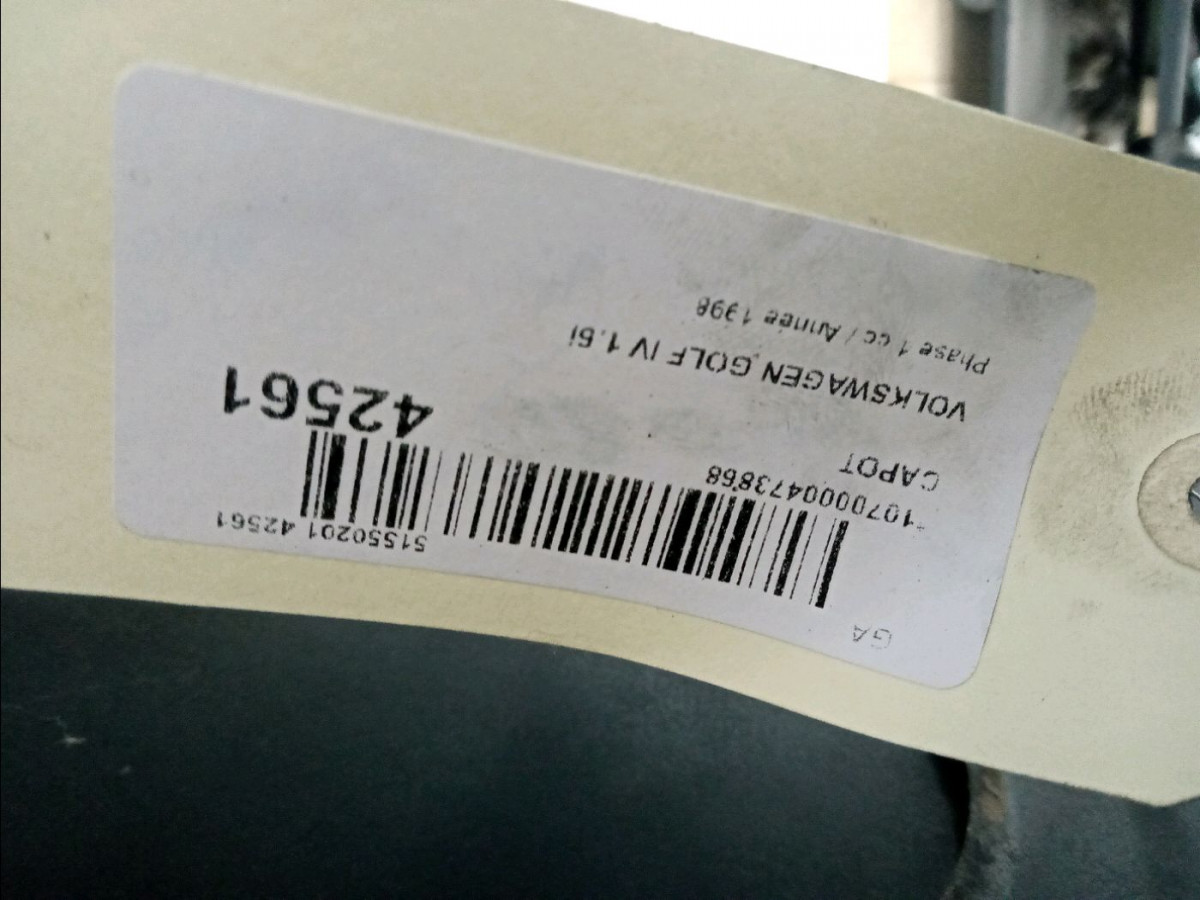 GA
51550201 42561
*1070000473868
42561
CAPOT
VOLKSWAGEN GOLF IV 1.6i
Phase 1 cc / Année 1998